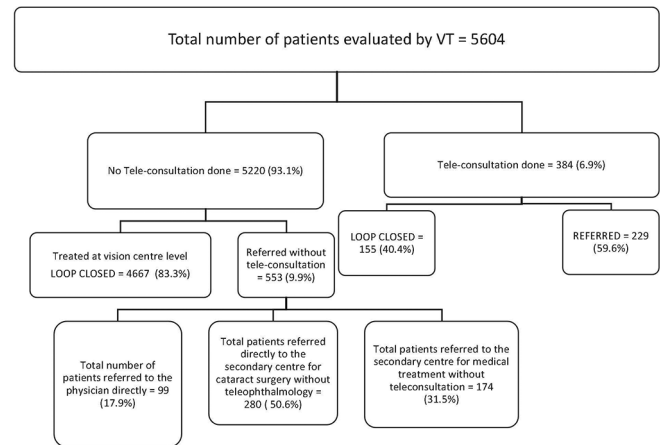 Total number of patients evaluated by VT = 5604
No Tele-consultation done = 5220 (93.1%)
Tele-consultation done = 384 (6.9%)
Treated at vision centre level
LOOP CLOSED = 4667 (83.3%)
Referred without
tele-consultation
= 553 (9.9%)
LOOP CLOSED =
155 (40.4%)
REFERRED = 229
(59.6%)
Total number of
patients referred to the
physician directly = 99
(17.9%)
Total patients referred
directly to the
secondary centre for
cataract surgery without
teleophthalmology =
280 ( 50.6%)
Total patients referred to the
secondary centre for medical
treatment without
teleconsultation = 174
(31.5%)